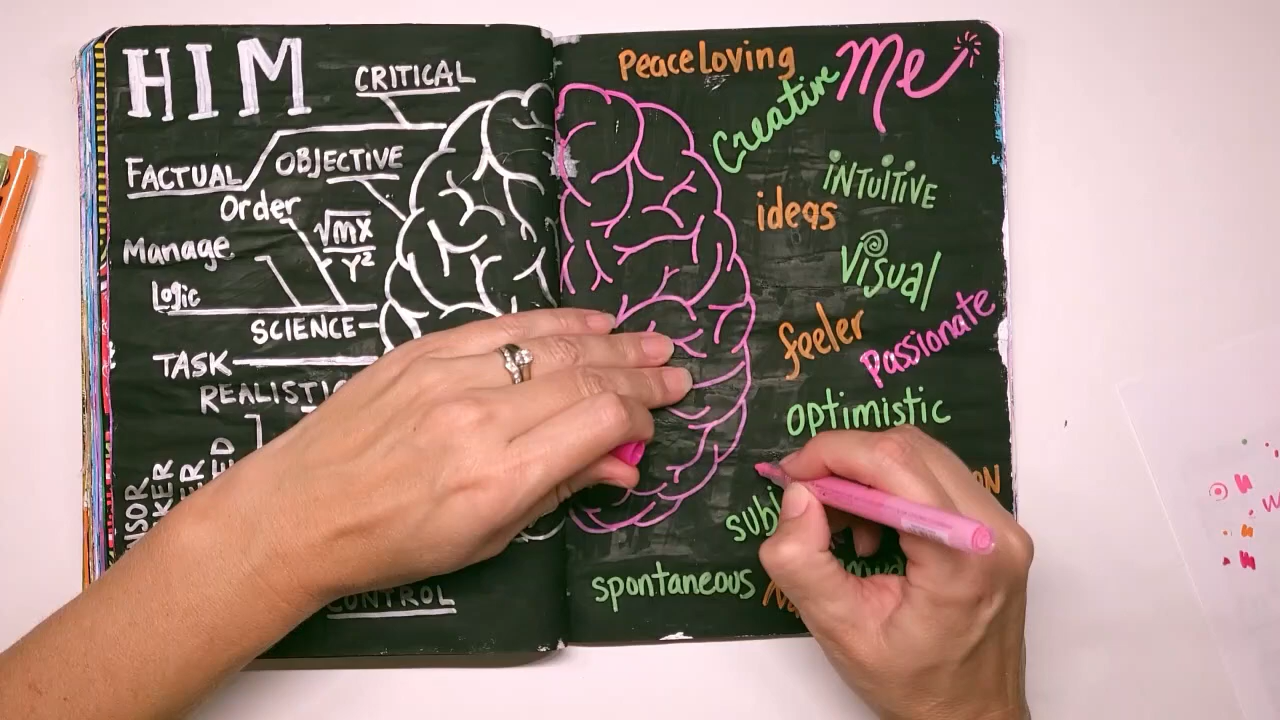 HIM
CRITICAL
FACTUAL
OBJECTIVE
Order
√mx
y²
Manage
Logic
SCIENCE
TASK
REALISTIC
CONTROL
Me
Peace Loving
Creative
iNTUiTiVE
ideas
Visual
feeler
Passionate
optimistic
spontaneous